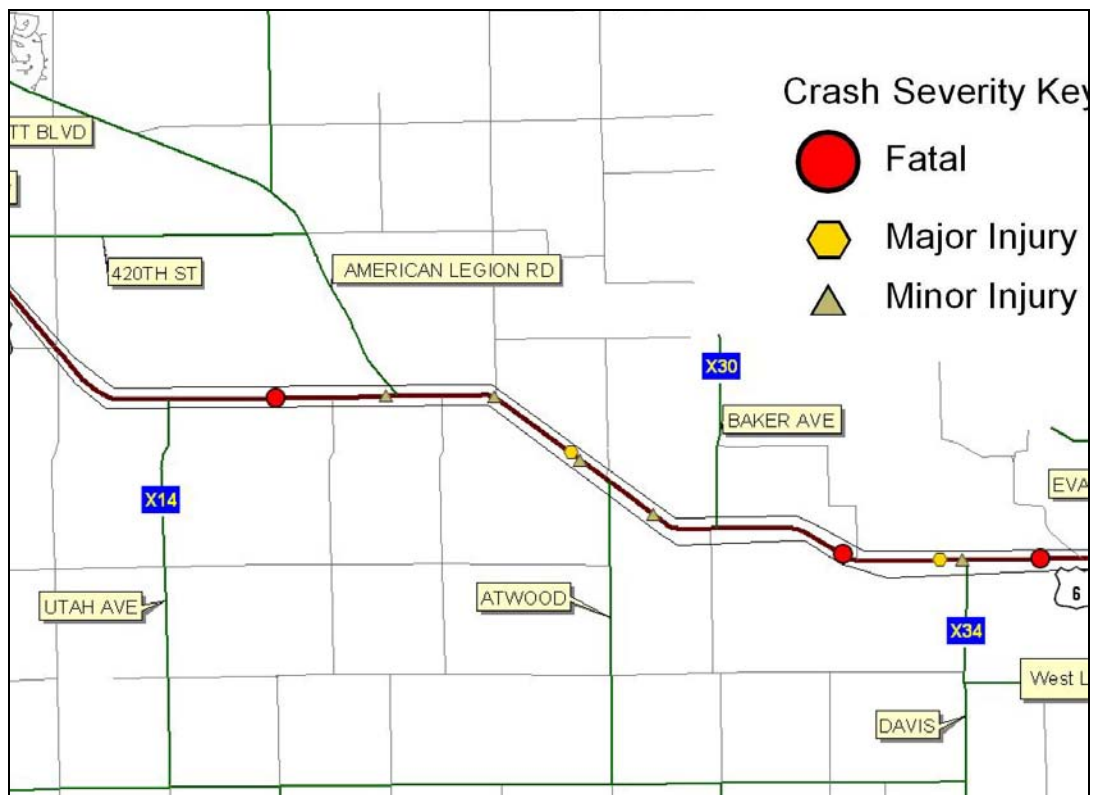 Crash Severity Key
TT BLVD
Fatal
Major Injury
420TH ST
AMERICAN LEGION RD
Minor Injury
X30
BAKER AVE
X14
EVA
UTAH AVE
ATWOOD
6
X34
West L
DAVIS